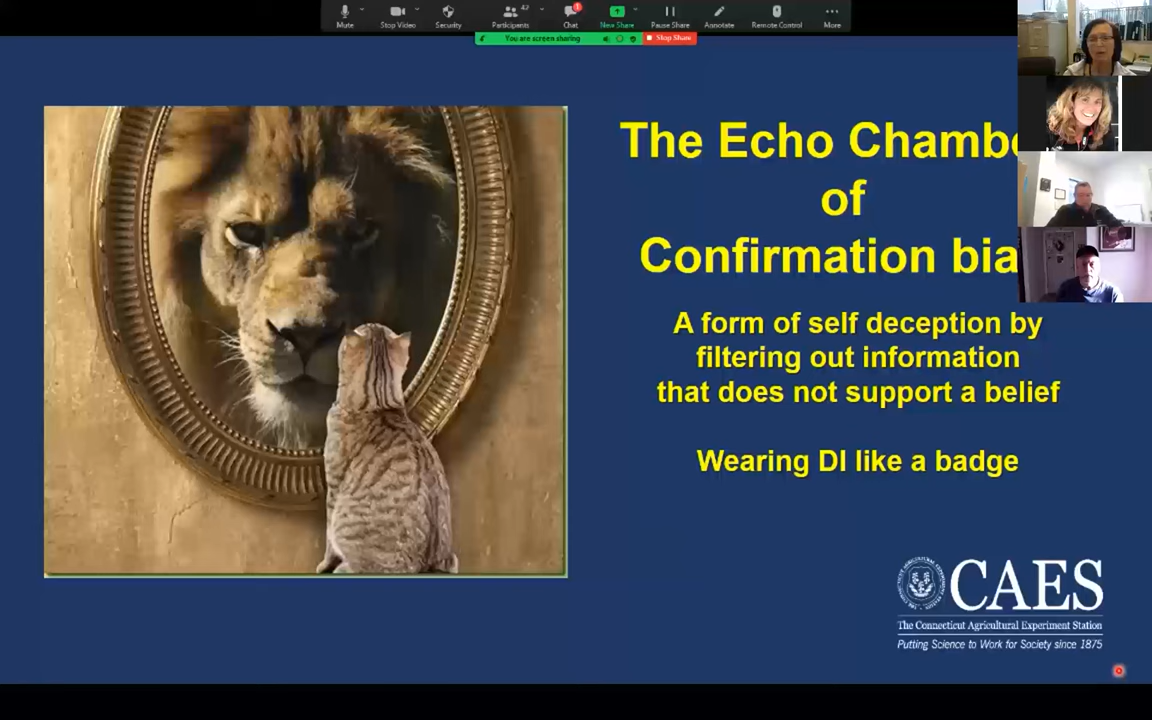 Mute
Stop Video
Security
Participants
42
Chat
1
New Share
Pause Share
Annotate
Remote Control
More
You are screen sharing
Stop Share
The Echo Chambe
of
Confirmation bia
A form of self deception by
filtering out information
that does not support a belief
Wearing DI like a badge
CAES
The Connecticut Agricultural Experiment Station
Putting Science to Work for Society since 1875